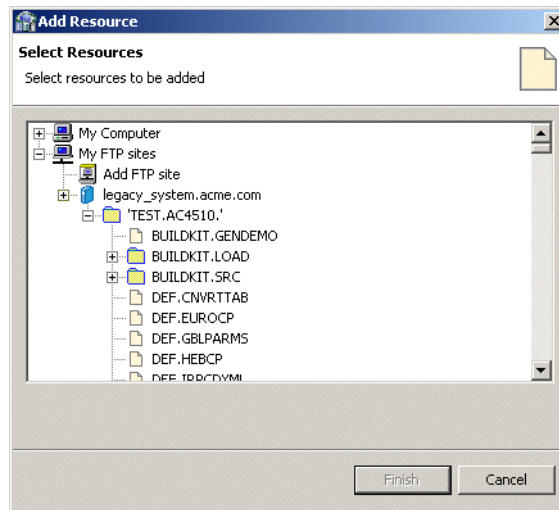 Add Resource
Select Resources
Select resources to be added
My Computer
My FTP sites
Add FTP site
legacy_system.acme.com
'TEST.AC4510.'
BUILDKIT.GENDEMO
BUILDKIT.LOAD
BUILDKIT.SRC
DEF.CNVRTTAB
DEF.EUROCP
DEF.GBLPARMS
DEF.HEBCP
Finish Cancel